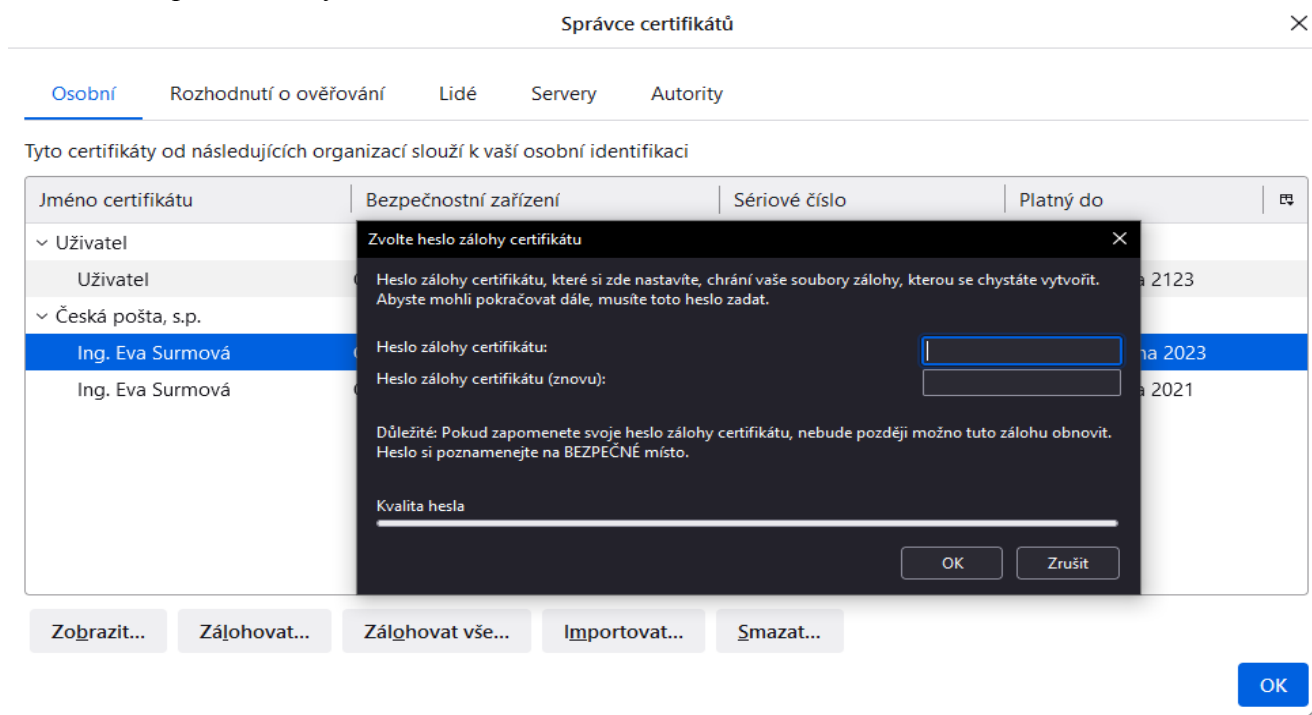 Správce certifikátů
Osobní Rozhodnutí o ověřování Lidé Servery Autority
Tyto certifikáty od následujících organizací slouží k vaší osobní identifikaci
Jméno certifikátu Bezpečnostní zařízení Sériové číslo Platný do
Uživatel
Uživatel 2123
Česká pošta, s.p.
Ing. Eva Surmová 2023
Ing. Eva Surmová 2021
Zvolte heslo zálohy certifikátu
Heslo zálohy certifikátu, které si zde nastavíte, chrání vaše soubory zálohy, kterou se chystáte vytvořit.
Abyste mohli pokračovat dále, musíte toto heslo zadat.
Heslo zálohy certifikátu:
Heslo zálohy certifikátu (znovu):
Důležité: Pokud zapomenete svoje heslo zálohy certifikátu, nebude později možno tuto zálohu obnovit.
Heslo si poznamenejte na BEZPEČNÉ místo.
Kvalita hesla
OK Zrušit
Zobrazit... Zálohovat... Zálohovat vše... Importovat... Smazat...
OK